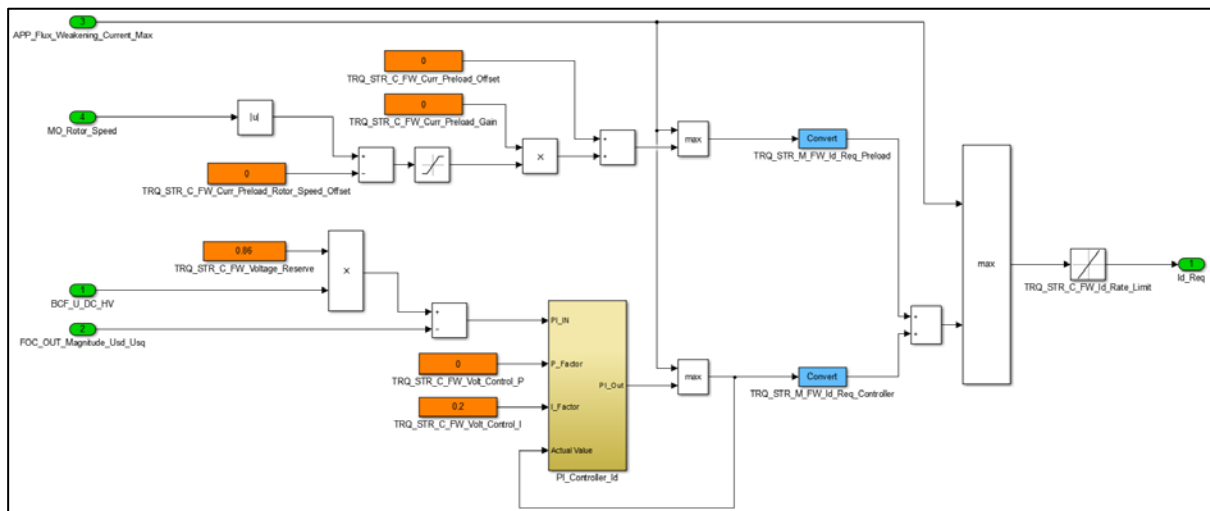 3
APP_Flux_Weakening_Current_Max
0
TRQ_STR_C_FW_Curr_Preload_Offset
0
TRQ_STR_C_FW_Curr_Preload_Gain
4
MO_Rotor_Speed
|u|
+
−
0
TRQ_STR_C_FW_Curr_Preload_Rotor_Speed_Offset
×
+
+
max
Convert
TRQ_STR_M_FW_Id_Req_Preload
0.86
TRQ_STR_C_FW_Voltage_Reserve
×
1
BCF_U_DC_HV
2
FOC_OUT_Magnitude_Usd_Usq
+
−
PI_IN
P_Factor
I_Factor
Actual Value
PI_Out
PI_Controller_Id
0
TRQ_STR_C_FW_Volt_Control_P
0.2
TRQ_STR_C_FW_Volt_Control_I
max
Convert
TRQ_STR_M_FW_Id_Req_Controller
+
+
max
TRQ_STR_C_FW_Id_Rate_Limit
1
Id_Req